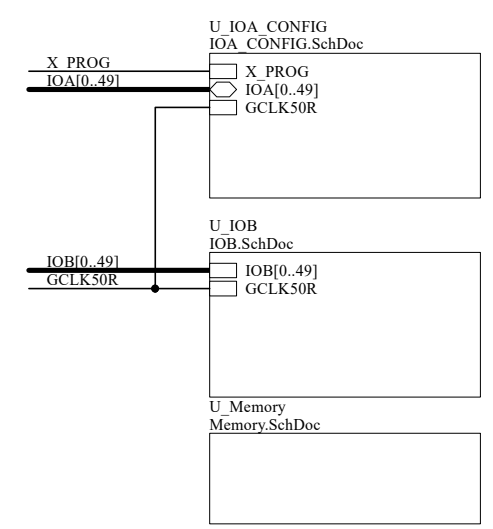 U_IOA_CONFIG
IOA_CONFIG.SchDoc
X_PROG
X_PROG
IOA[0..49]
IOA[0..49]
GCLK50R
U_IOB
IOB.SchDoc
IOB[0..49]
IOB[0..49]
GCLK50R
GCLK50R
U_Memory
Memory.SchDoc